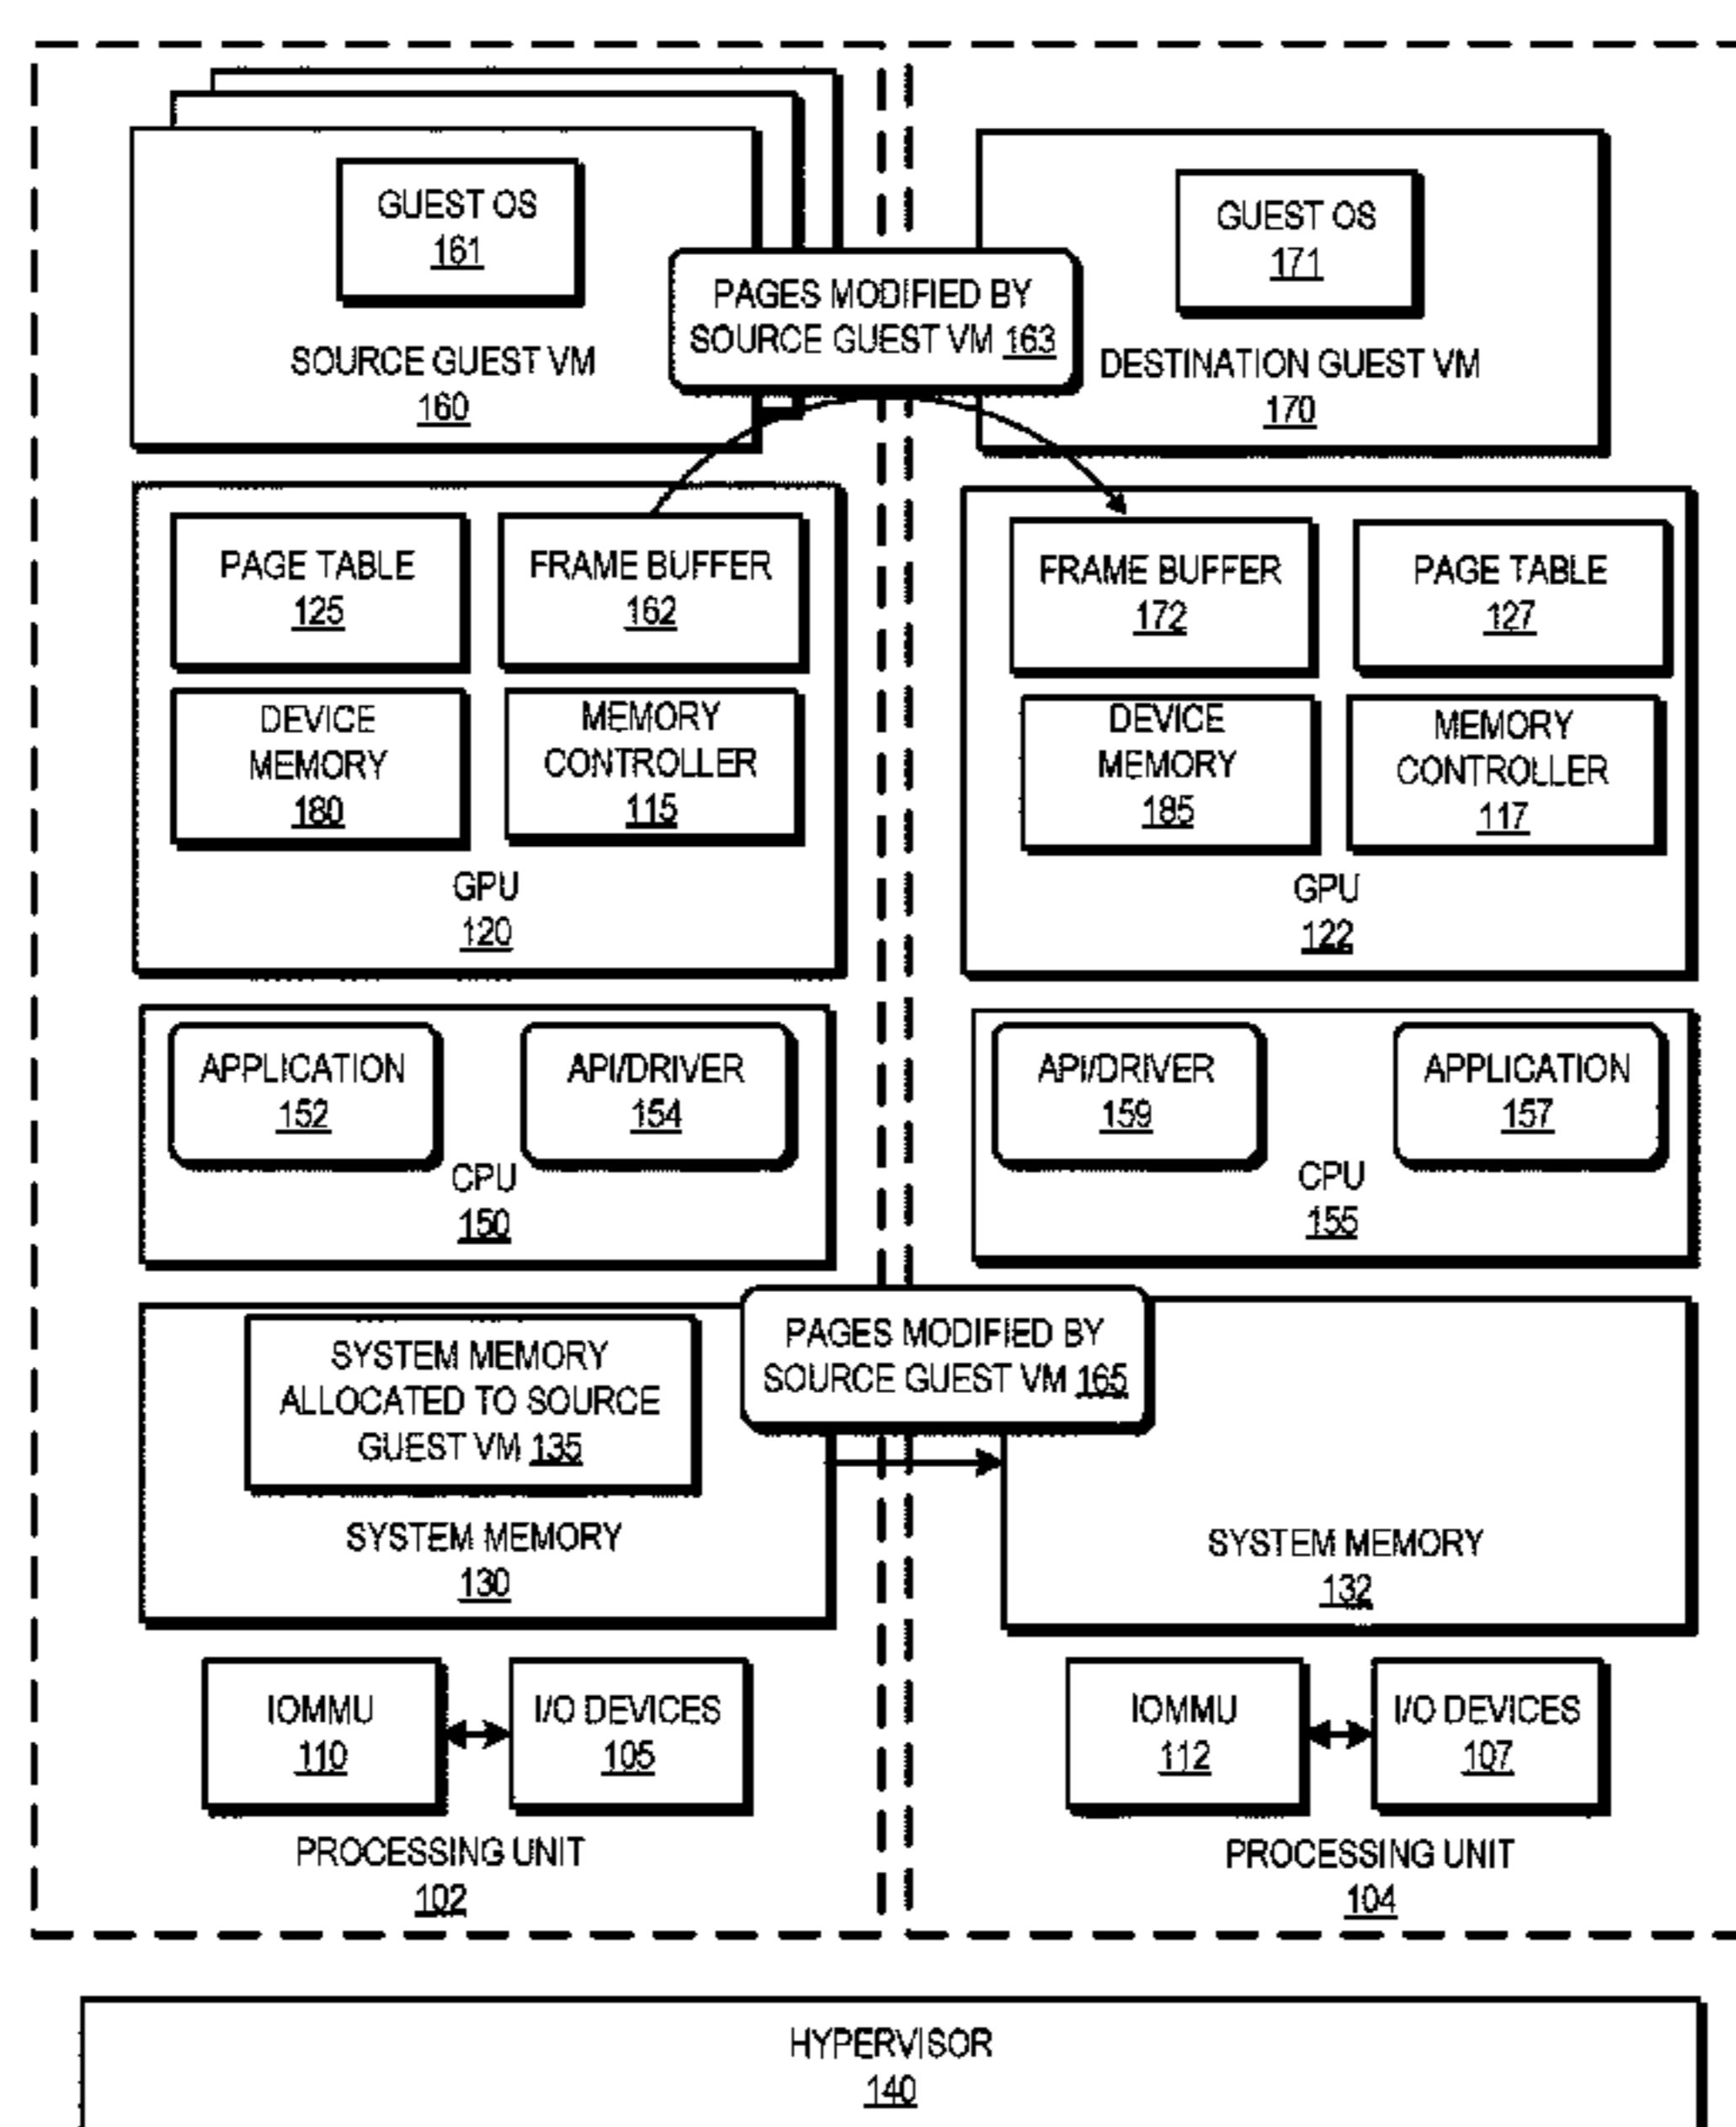 GUEST OS
161
SOURCE GUEST VM
160
PAGES MODIFIED BY
SOURCE GUEST VM 163
GUEST OS
171
DESTINATION GUEST VM
170
PAGE TABLE
125
FRAME BUFFER
162
DEVICE
MEMORY
180
MEMORY
CONTROLLER
115
GPU
120
FRAME BUFFER
172
PAGE TABLE
127
DEVICE
MEMORY
185
MEMORY
CONTROLLER
117
GPU
122
APPLICATION
152
API/DRIVER
154
CPU
150
API/DRIVER
159
APPLICATION
157
CPU
155
SYSTEM MEMORY
ALLOCATED TO SOURCE
GUEST VM 135
SYSTEM MEMORY
130
PAGES MODIFIED BY
SOURCE GUEST VM 165
SYSTEM MEMORY
132
IOMMU
110
I/O DEVICES
105
PROCESSING UNIT
102
IOMMU
112
I/O DEVICES
107
PROCESSING UNIT
104
HYPERVISOR
140